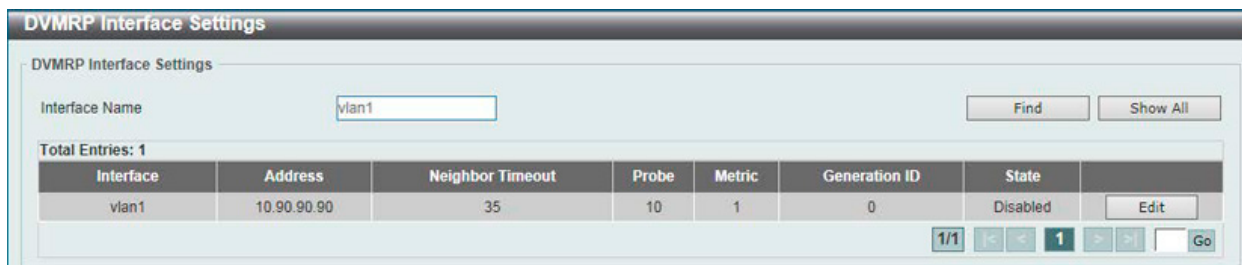 DVMRP Interface Settings
DVMRP Interface Settings
Interface Name vlan1 Find Show All
Total Entries: 1
Interface Address Neighbor Timeout Probe Metric Generation ID State
vlan1 10.90.90.90 35 10 1 0 Disabled Edit
1/1 |< < 1 > >| Go